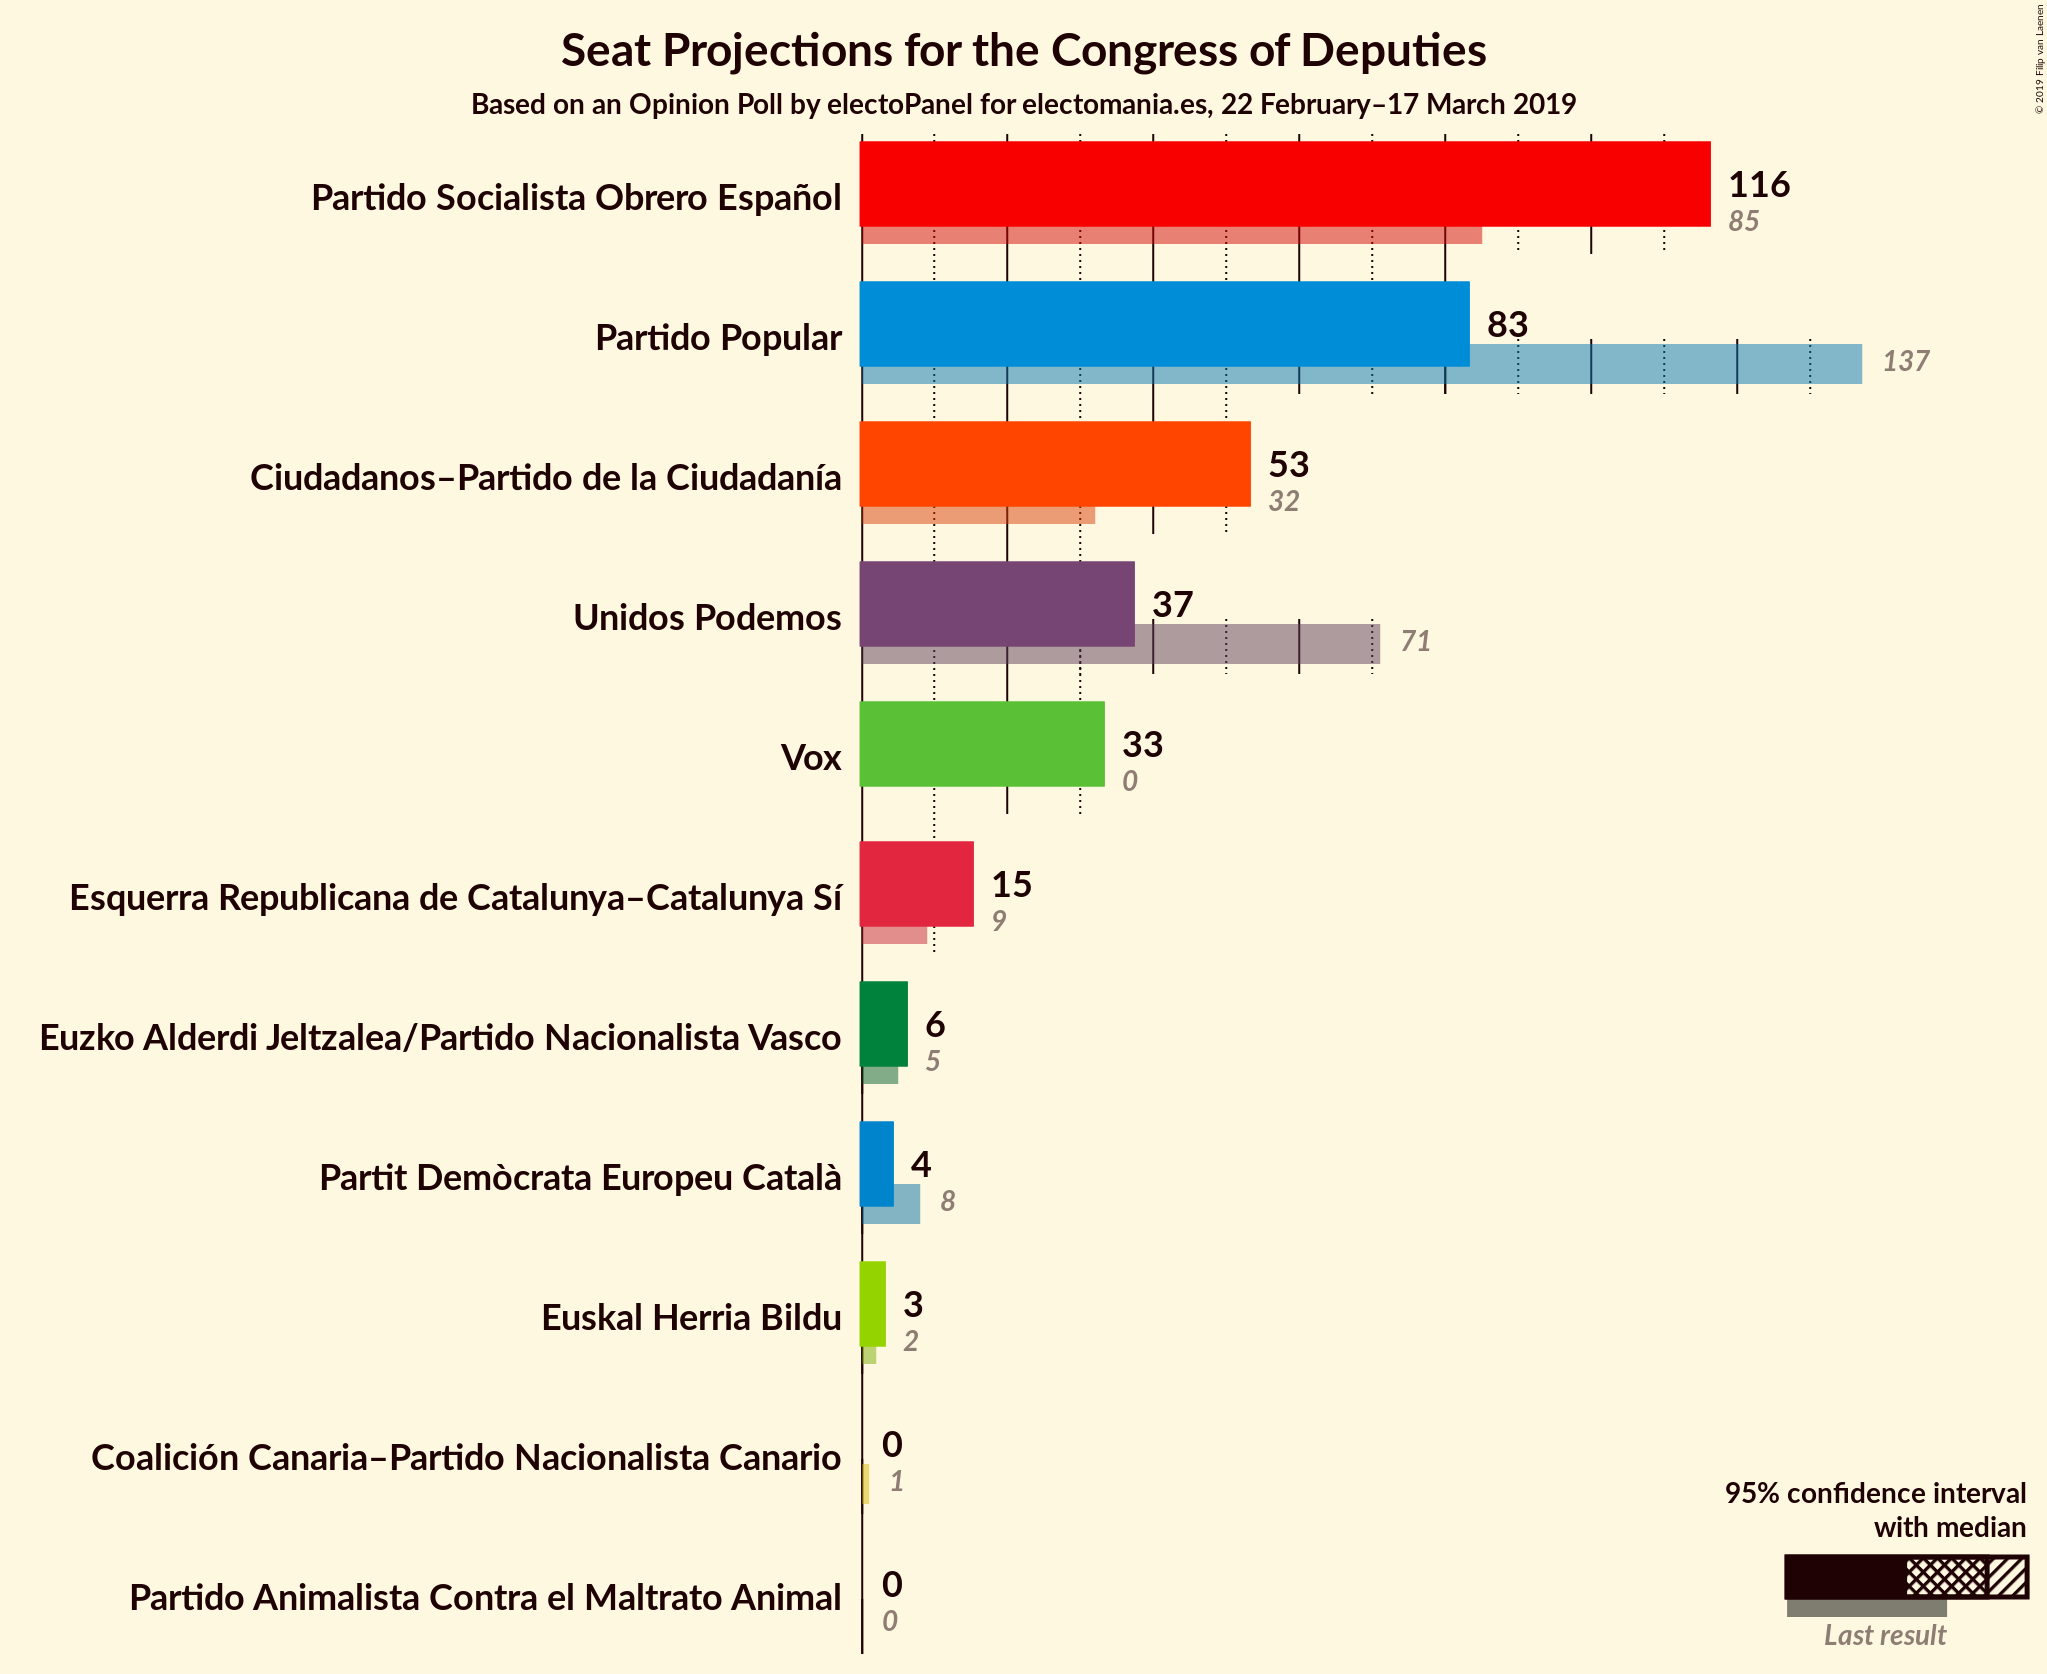 Seat Projections for the Congress of Deputies
Based on an Opinion Poll by electoPanel for electomania.es, 22 February–17 March 2019
© 2019 Filip van Laenen
Partido Socialista Obrero Español
116
85
Partido Popular
83
137
Ciudadanos–Partido de la Ciudadanía
53
32
Unidos Podemos
37
71
Vox
33
0
Esquerra Republicana de Catalunya–Catalunya Sí
15
9
Euzko Alderdi Jeltzalea/Partido Nacionalista Vasco
6
5
Partit Demòcrata Europeu Català
4
8
Euskal Herria Bildu
3
2
Coalición Canaria–Partido Nacionalista Canario
0
1
Partido Animalista Contra el Maltrato Animal
0
0
95% confidence interval
with median
Last result